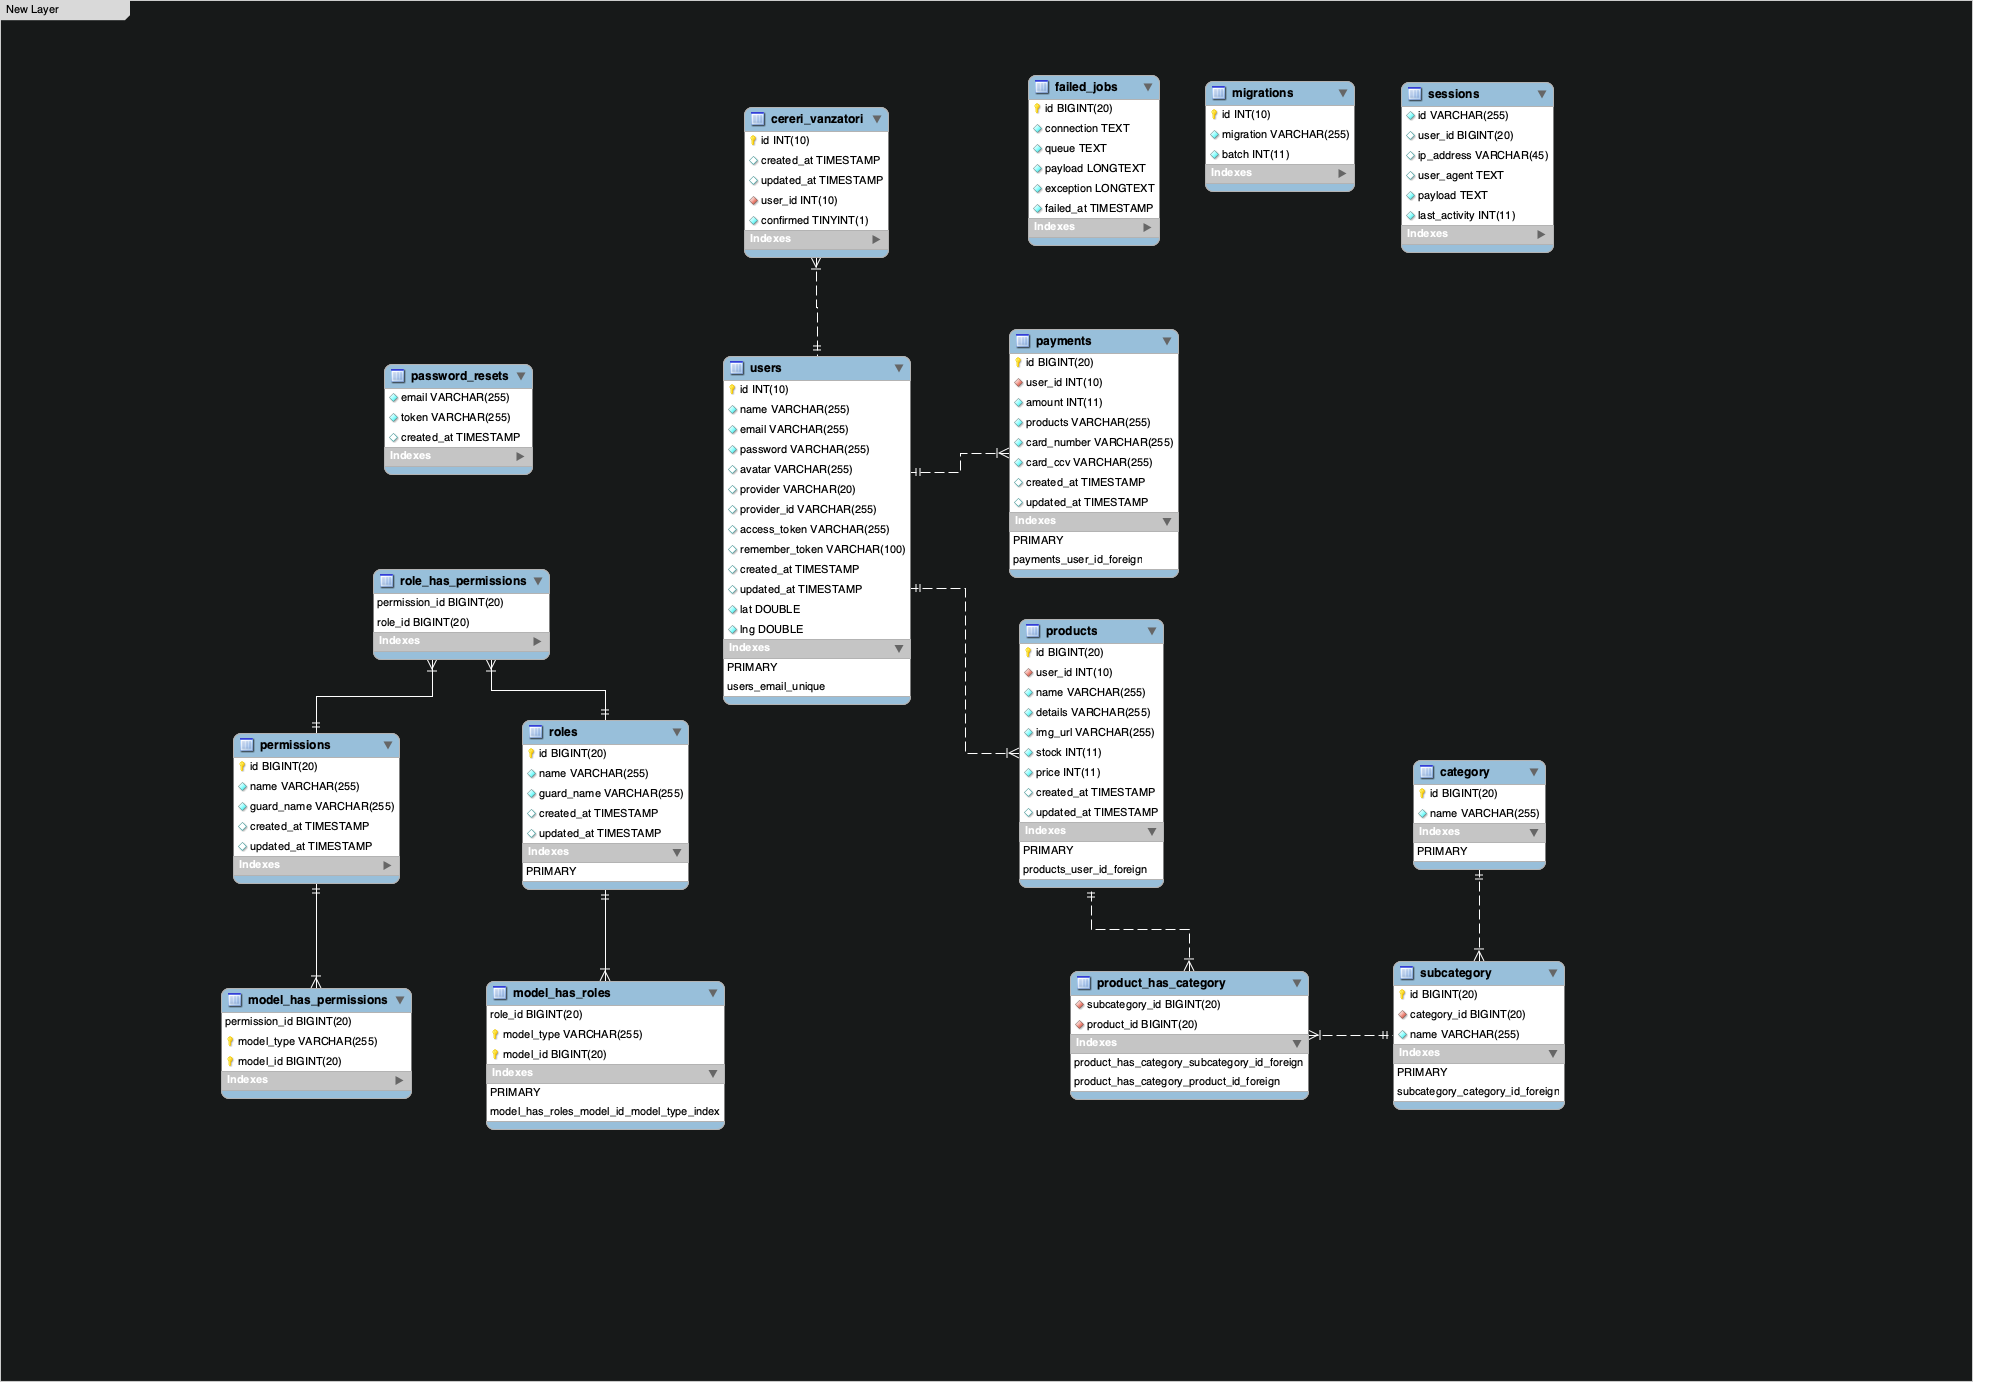 New Layer
failed_jobs
id BIGINT(20)
connection TEXT
queue TEXT
payload LONGTEXT
exception LONGTEXT
failed_at TIMESTAMP
Indexes
migrations
id INT(10)
migration VARCHAR(255)
batch INT(11)
Indexes
sessions
id VARCHAR(255)
user_id BIGINT(20)
ip_address VARCHAR(45)
user_agent TEXT
payload TEXT
last_activity INT(11)
Indexes
cereri_vanzatori
id INT(10)
created_at TIMESTAMP
updated_at TIMESTAMP
user_id INT(10)
confirmed TINYINT(1)
Indexes
payments
id BIGINT(20)
user_id INT(10)
amount INT(11)
products VARCHAR(255)
card_number VARCHAR(255)
card_ccv VARCHAR(255)
created_at TIMESTAMP
updated_at TIMESTAMP
Indexes
PRIMARY
payments_user_id_foreign
users
id INT(10)
name VARCHAR(255)
email VARCHAR(255)
password VARCHAR(255)
avatar VARCHAR(255)
provider VARCHAR(20)
provider_id VARCHAR(255)
access_token VARCHAR(255)
remember_token VARCHAR(100)
created_at TIMESTAMP
updated_at TIMESTAMP
lat DOUBLE
lng DOUBLE
Indexes
PRIMARY
users_email_unique
password_resets
email VARCHAR(255)
token VARCHAR(255)
created_at TIMESTAMP
Indexes
role_has_permissions
permission_id BIGINT(20)
role_id BIGINT(20)
Indexes
products
id BIGINT(20)
user_id INT(10)
name VARCHAR(255)
details VARCHAR(255)
img_url VARCHAR(255)
stock INT(11)
price INT(11)
created_at TIMESTAMP
updated_at TIMESTAMP
Indexes
PRIMARY
products_user_id_foreign
permissions
id BIGINT(20)
name VARCHAR(255)
guard_name VARCHAR(255)
created_at TIMESTAMP
updated_at TIMESTAMP
Indexes
roles
id BIGINT(20)
name VARCHAR(255)
guard_name VARCHAR(255)
created_at TIMESTAMP
updated_at TIMESTAMP
Indexes
PRIMARY
category
id BIGINT(20)
name VARCHAR(255)
Indexes
PRIMARY
model_has_permissions
permission_id BIGINT(20)
model_type VARCHAR(255)
model_id BIGINT(20)
Indexes
model_has_roles
role_id BIGINT(20)
model_type VARCHAR(255)
model_id BIGINT(20)
Indexes
PRIMARY
model_has_roles_model_id_model_type_index
product_has_category
subcategory_id BIGINT(20)
product_id BIGINT(20)
Indexes
product_has_category_subcategory_id_foreign
product_has_category_product_id_foreign
subcategory
id BIGINT(20)
category_id BIGINT(20)
name VARCHAR(255)
Indexes
PRIMARY
subcategory_category_id_foreign